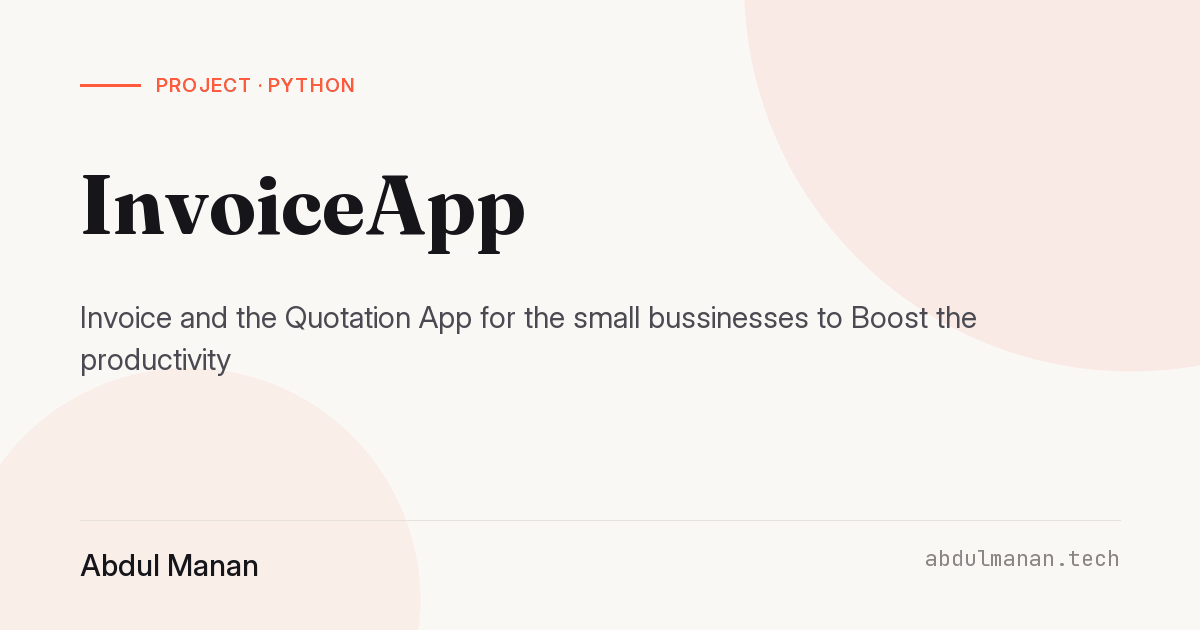 PROJECT · PYTHON
InvoiceApp
Invoice and the Quotation App for the small bussinesses to Boost the
productivity
Abdul Manan
abdulmanan.tech